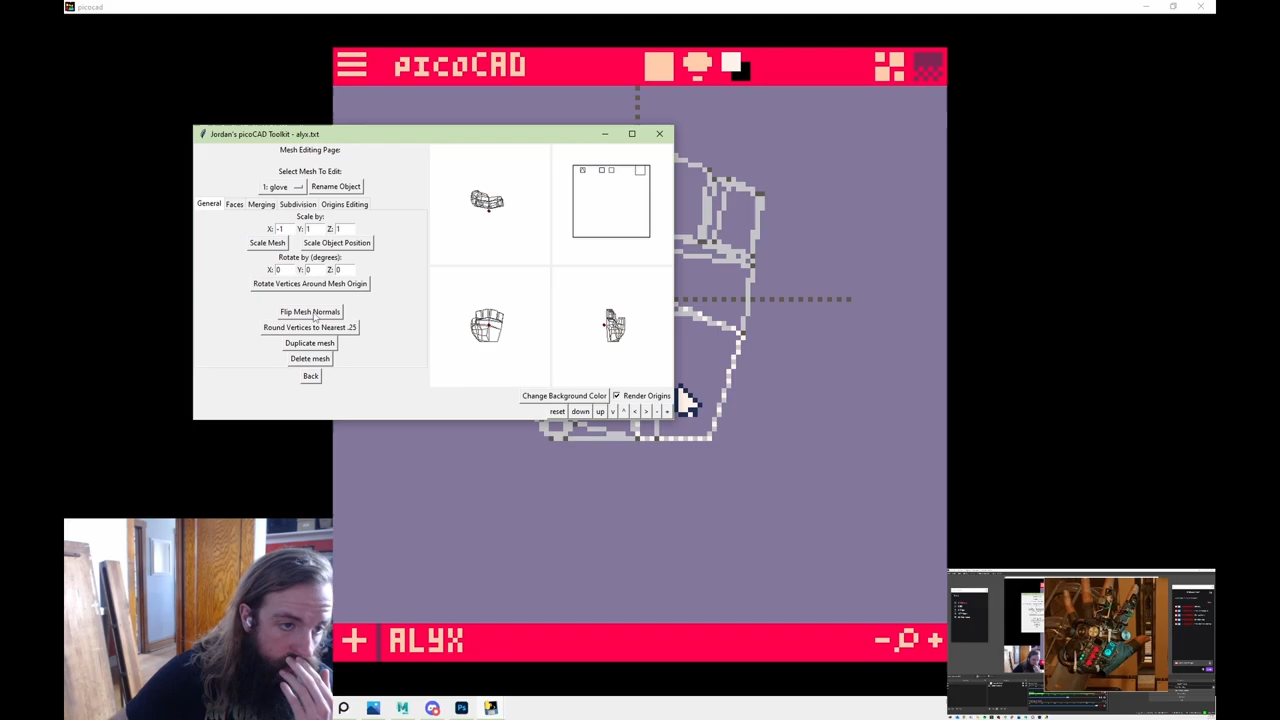 picocad
picoCAD
Jordan's picoCAD Toolkit - alyx.txt
Mesh Editing Page:
Select Mesh To Edit:
1: glove
Rename Object
General
Faces
Merging
Subdivision
Origins Editing
Scale by:
X: -1 Y: 1 Z: 1
Scale Mesh
Scale Object Position
Rotate by (degrees):
X: 0 Y: 0 Z: 0
Rotate Vertices Around Mesh Origin
Flip Mesh Normals
Round Vertices to Nearest .25
Duplicate mesh
Delete mesh
Back
Change Background Color
Render Origins
reset down up v ^ < > - +
+ ALYX
- +